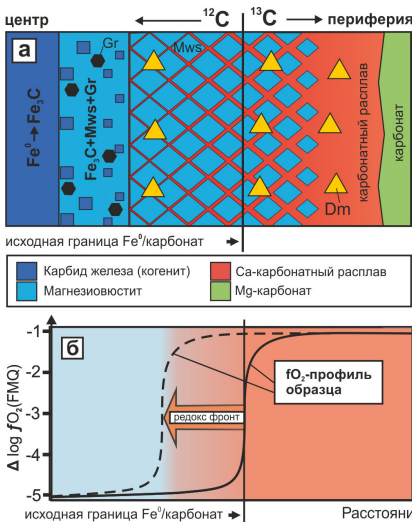 центр
¹²C
¹³C
периферия
а
Gr
Mws
Fe⁰ → Fe₃C
Fe₃C+Mws+Gr
карбонатный расплав
карбонат
Dm
исходная граница Fe⁰/карбонат
Карбид железа (когенит)
Ca-карбонатный расплав
Магнезиовюстит
Mg-карбонат
б
-1
-2
-3
-4
-5
Δ log fO₂(FMQ)
fO₂-профиль
образца
редокс фронт
исходная граница Fe⁰/карбонат
Расстояни